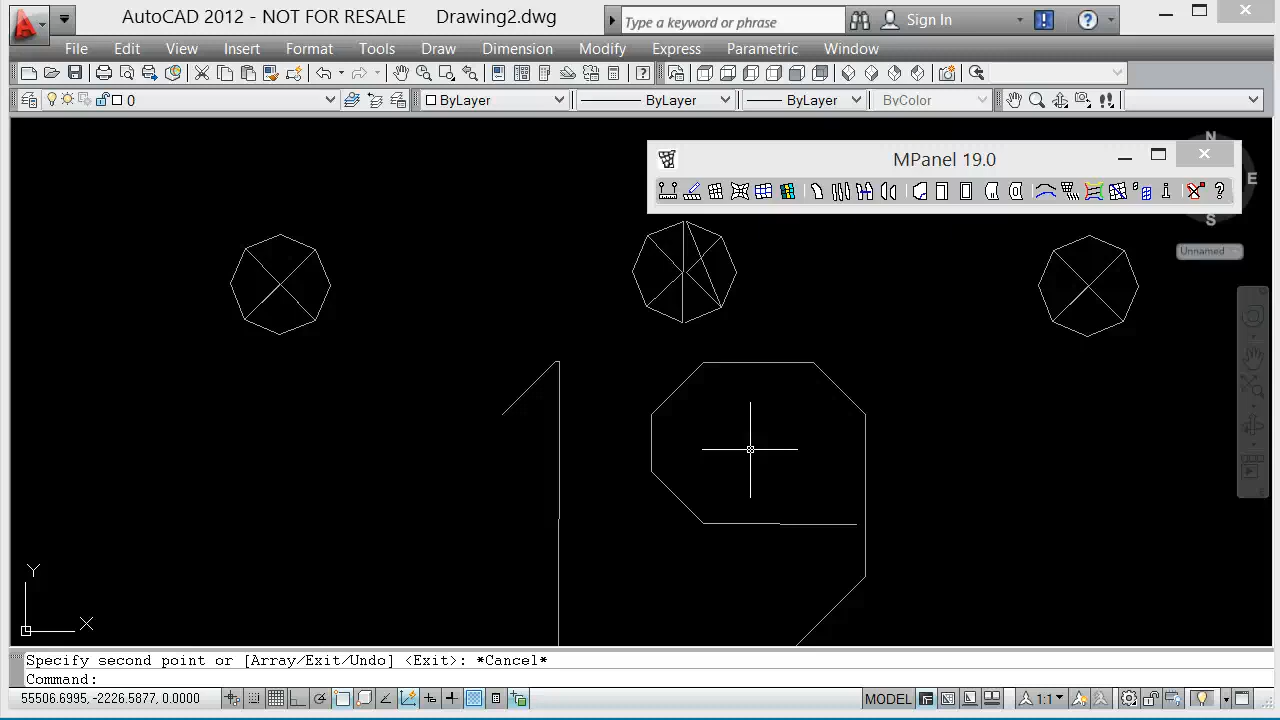 AutoCAD 2012 - NOT FOR RESALE Drawing2.dwg Type a keyword or phrase Sign In
File Edit View Insert Format Tools Draw Dimension Modify Express Parametric Window
0 ByLayer ByLayer ByLayer ByColor
MPanel 19.0
N
E
S
Unnamed
19
Y
X
Specify second point or [Array/Exit/Undo] <Exit>: *Cancel*
Command:
55506.6995, -2226.5877, 0.0000 MODEL 1:1